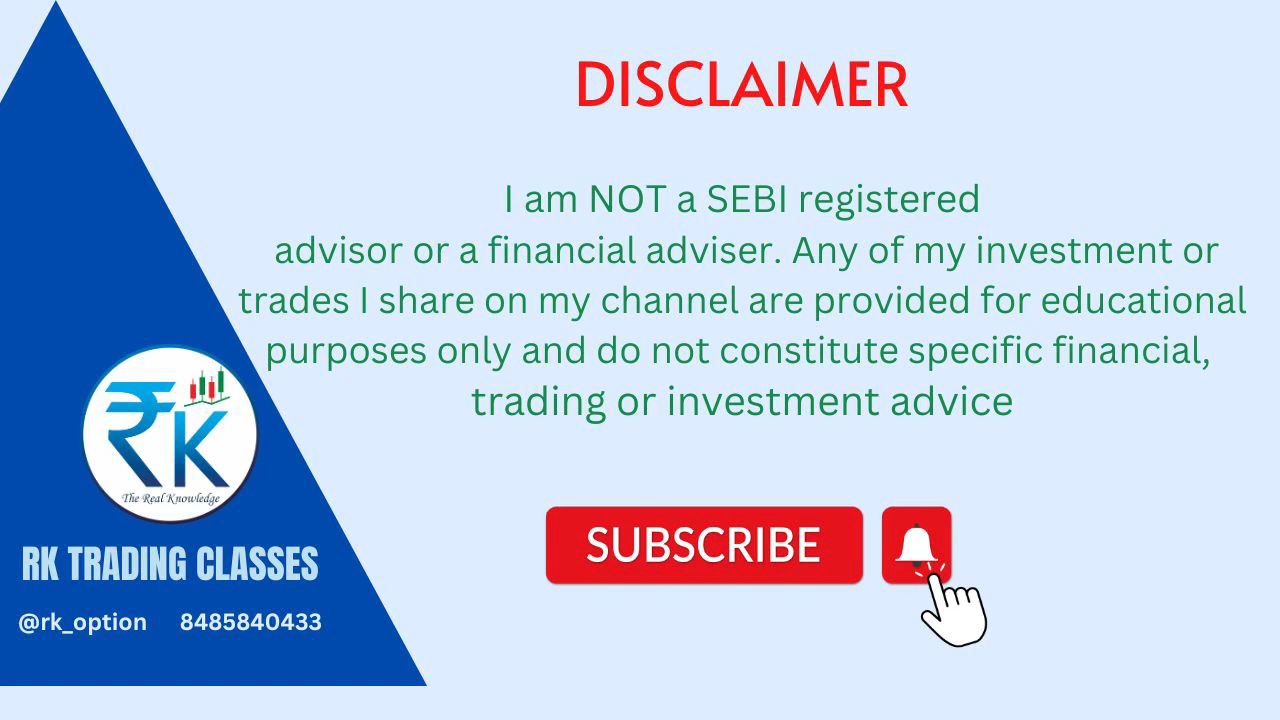 DISCLAIMER
I am NOT a SEBI registered
advisor or a financial adviser. Any of my investment or
trades I share on my channel are provided for educational
purposes only and do not constitute specific financial,
trading or investment advice
₹K
The Real Knowledge
RK TRADING CLASSES
@rk_option 8485840433
SUBSCRIBE